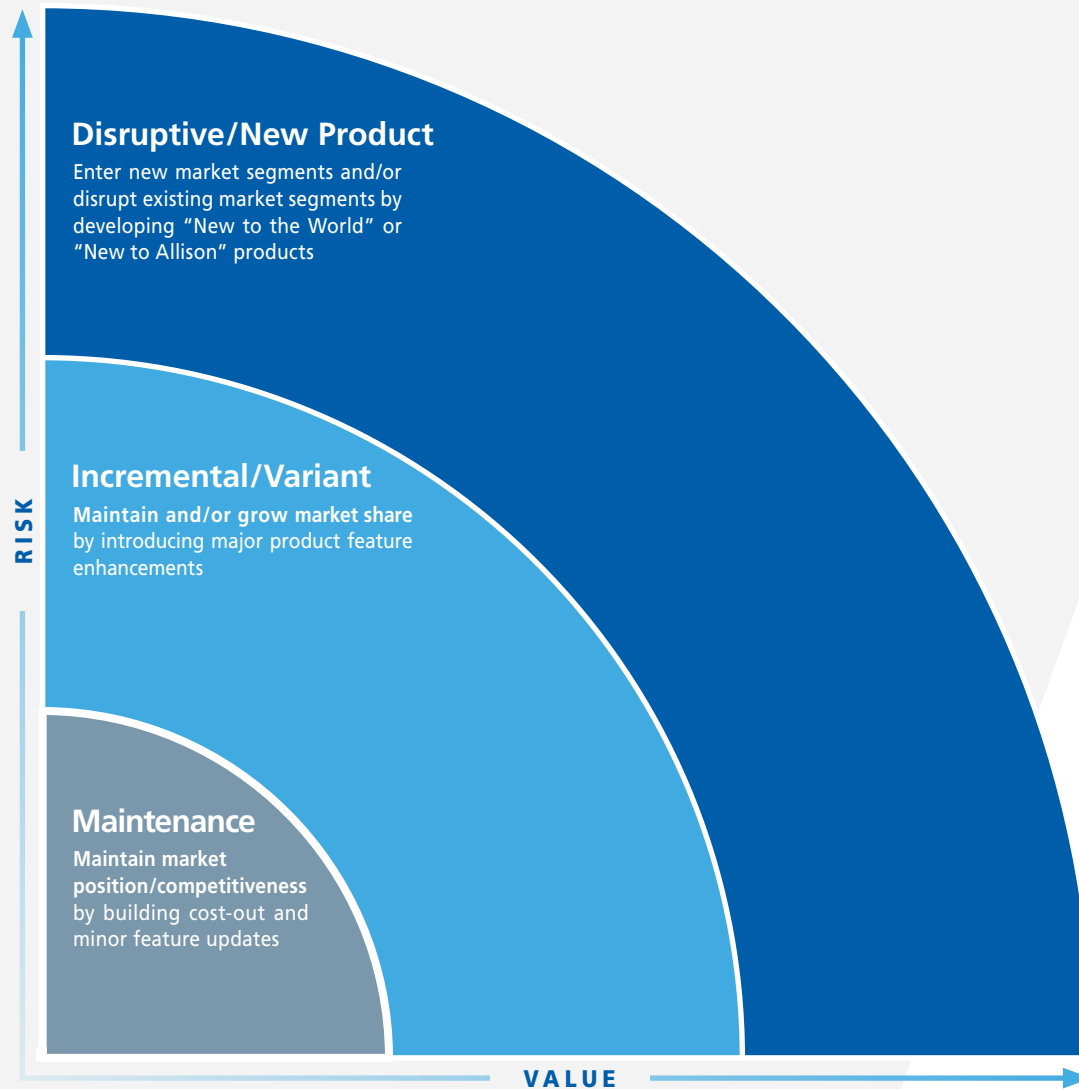 Disruptive/New Product
Enter new market segments and/or
disrupt existing market segments by
developing “New to the World” or
“New to Allison” products
Incremental/Variant
Maintain and/or grow market share
by introducing major product feature
enhancements
RISK
Maintenance
Maintain market
position/competitiveness
by building cost-out and
minor feature updates
VALUE